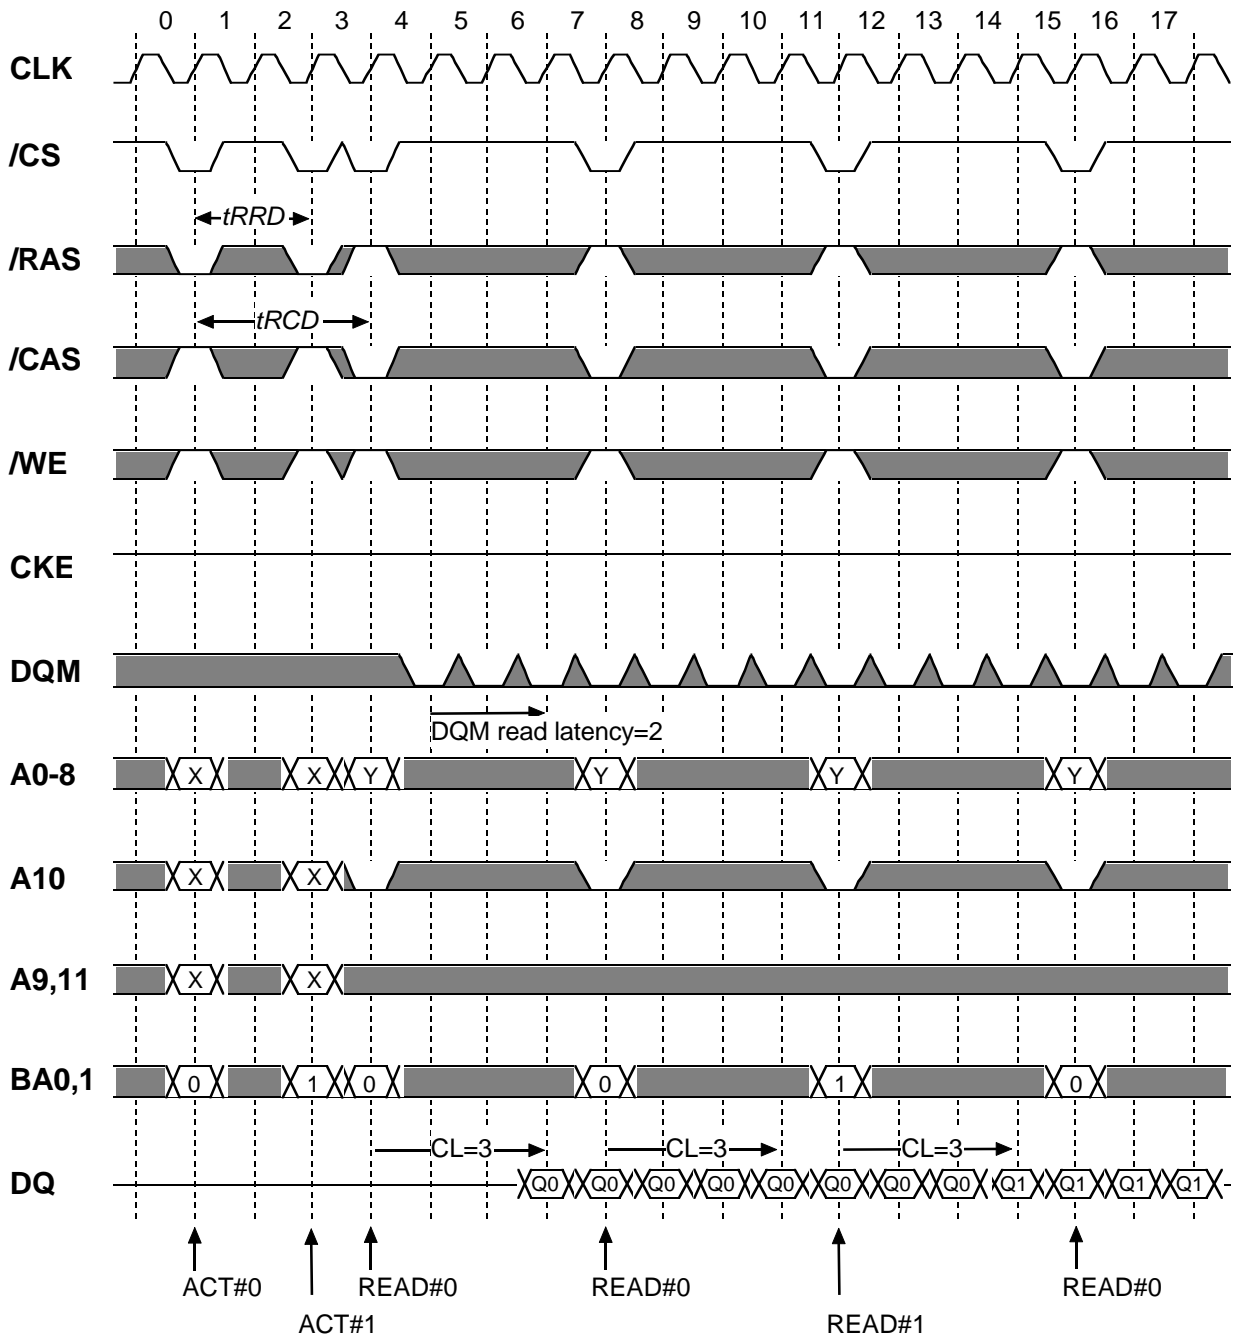 0 1 2 3 4 5 6 7 8 9 10 11 12 13 14 15 16 17
CLK
/CS
tRRD
/RAS
tRCD
/CAS
/WE
CKE
DQM
DQM read latency=2
A0-8 X X Y Y Y Y
A10 X X
A9,11 X X
BA0,1 0 1 0 0 1 0
CL=3 CL=3 CL=3
DQ Q0 Q0 Q0 Q0 Q0 Q0 Q0 Q0 Q1 Q1 Q1 Q1
ACT#0 READ#0 READ#0 READ#0
ACT#1 READ#1